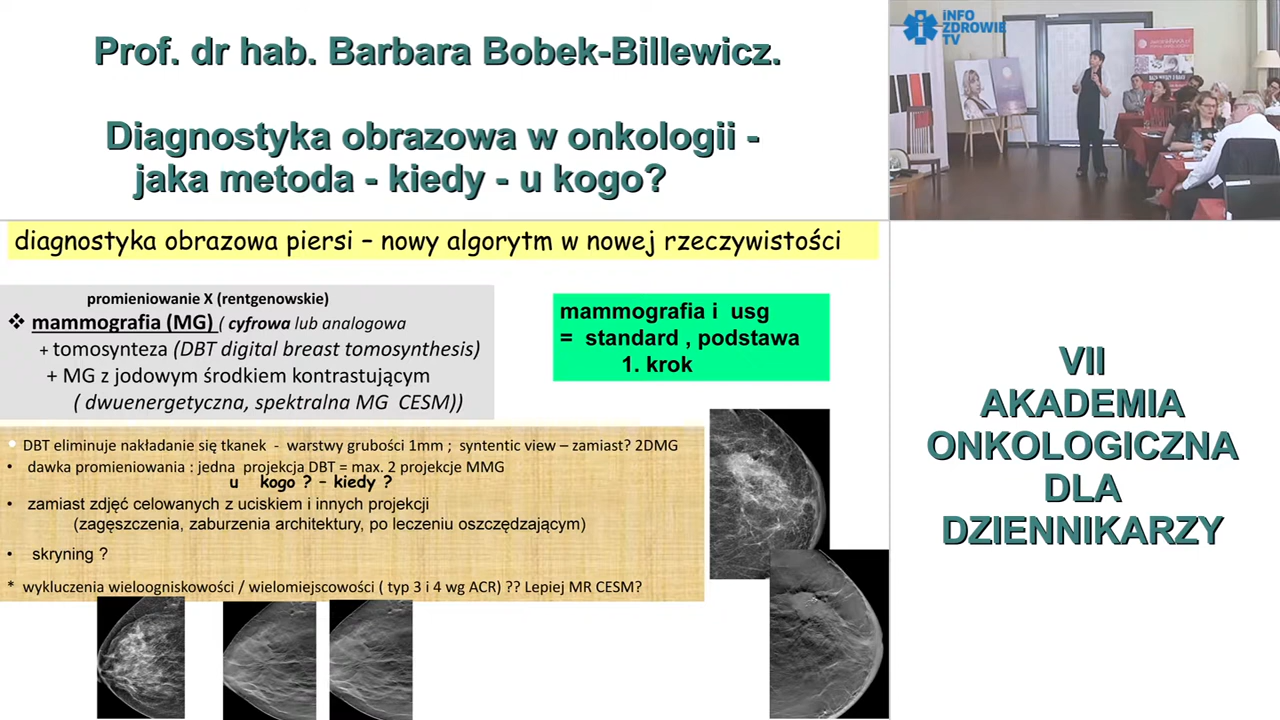 Prof. dr hab. Barbara Bobek-Billewicz.
Diagnostyka obrazowa w onkologii -
jaka metoda - kiedy - u kogo?
iNFO
ZDROWIE
TV
diagnostyka obrazowa piersi – nowy algorytm w nowej rzeczywistości
promieniowanie X (rentgenowskie)
❖ mammografia (MG) ( cyfrowa lub analogowa
+ tomosynteza (DBT digital breast tomosynthesis)
+ MG z jodowym środkiem kontrastującym
( dwuenergetyczna, spektralna MG CESM))
mammografia i usg
= standard , podstawa
1. krok
• DBT eliminuje nakładanie się tkanek - warstwy grubości 1mm ; syntentic view – zamiast? 2DMG
• dawka promieniowania : jedna projekcja DBT = max. 2 projekcje MMG
u kogo ? – kiedy ?
• zamiast zdjęć celowanych z uciskiem i innych projekcji
(zagęszczenia, zaburzenia architektury, po leczeniu oszczędzającym)
• skryning ?
* wykluczenia wieloogniskowości / wielomiejscowości ( typ 3 i 4 wg ACR) ?? Lepiej MR CESM?
VII
AKADEMIA
ONKOLOGICZNA
DLA
DZIENNIKARZY